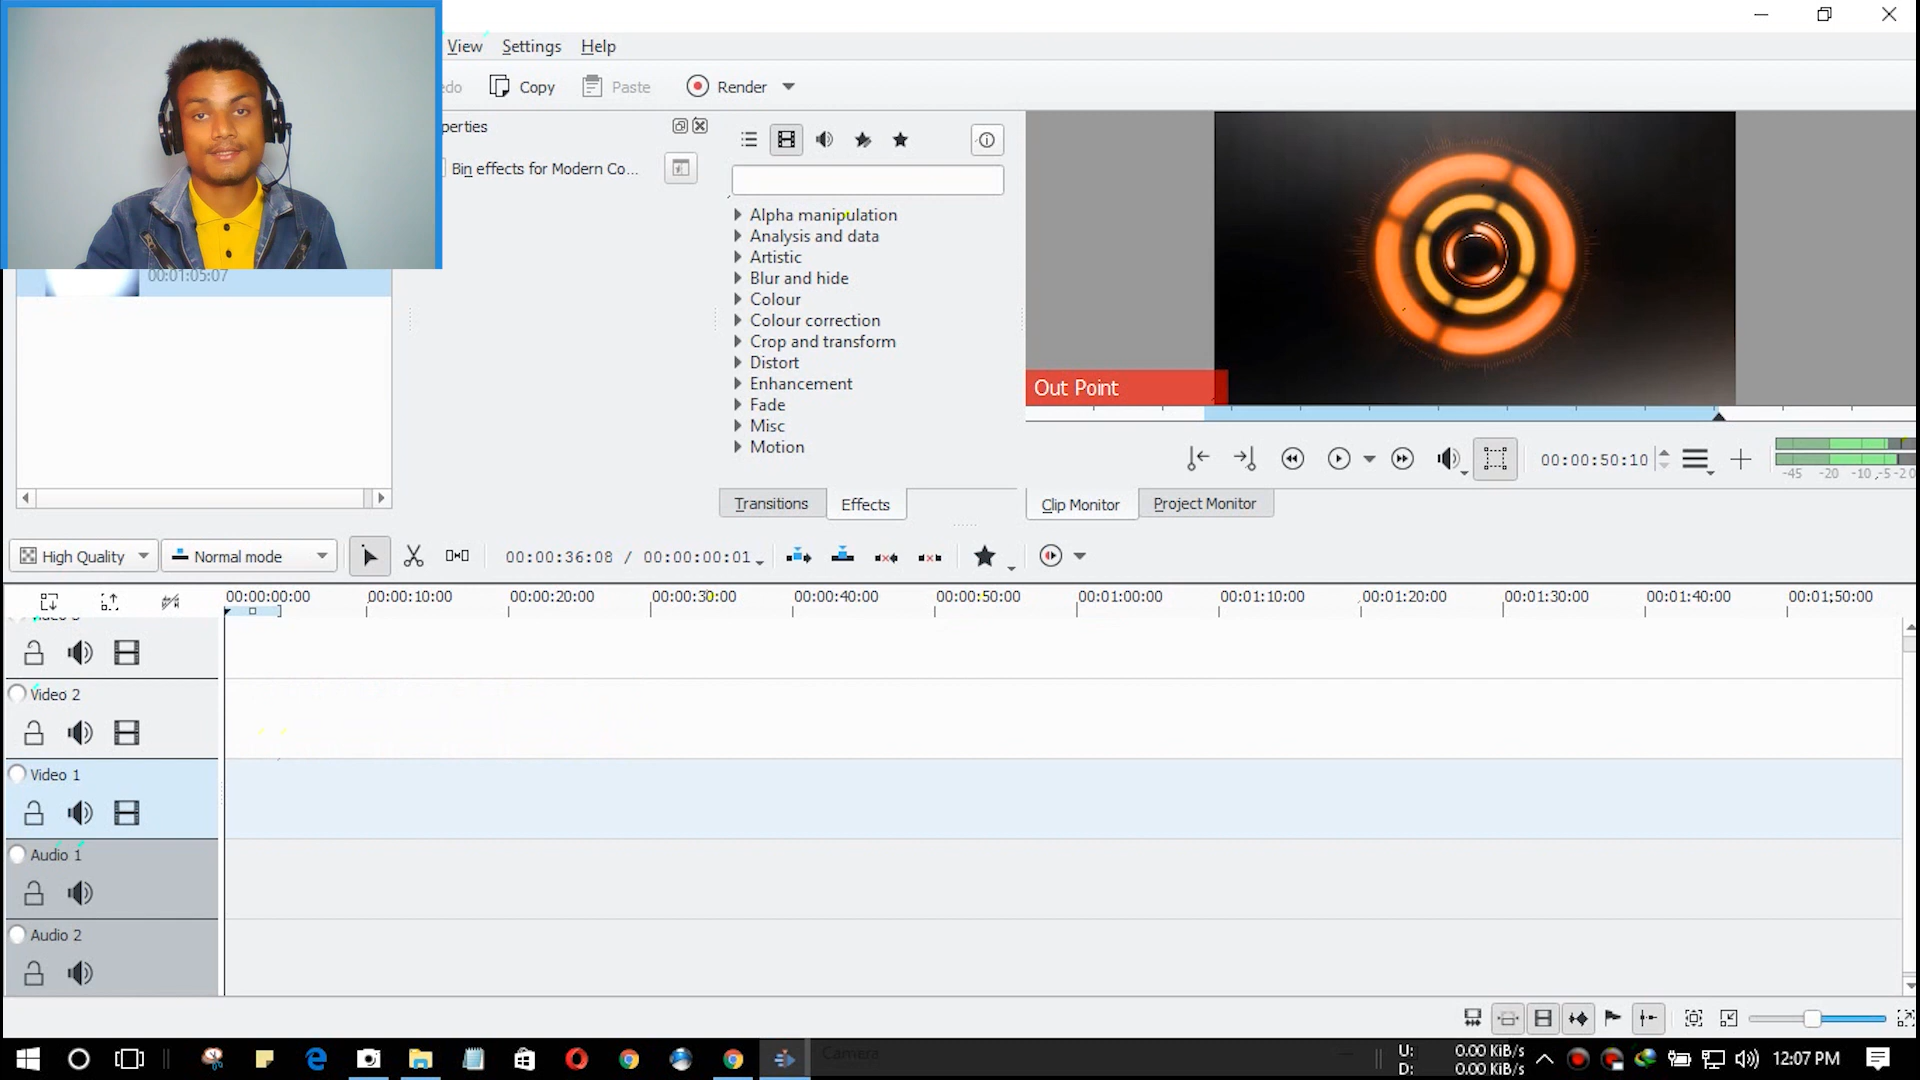 View Settings Help
do Copy Paste Render
perties
Bin effects for Modern Co...
00:01:05:07
Alpha manipulation
Analysis and data
Artistic
Blur and hide
Colour
Colour correction
Crop and transform
Distort
Enhancement
Fade
Misc
Motion
Transitions Effects
Out Point
00:00:50:10
-45 -20 -10 -5 -2 0
Clip Monitor Project Monitor
High Quality Normal mode 00:00:36:08 / 00:00:00:01
00:00:00:00 00:00:10:00 00:00:20:00 00:00:30:00 00:00:40:00 00:00:50:00 00:01:00:00 00:01:10:00 00:01:20:00 00:01:30:00 00:01:40:00 00:01:50:00
Video 2
Video 1
Audio 1
Audio 2
Camera
U: 0.00 KiB/s
D: 0.00 KiB/s
12:07 PM